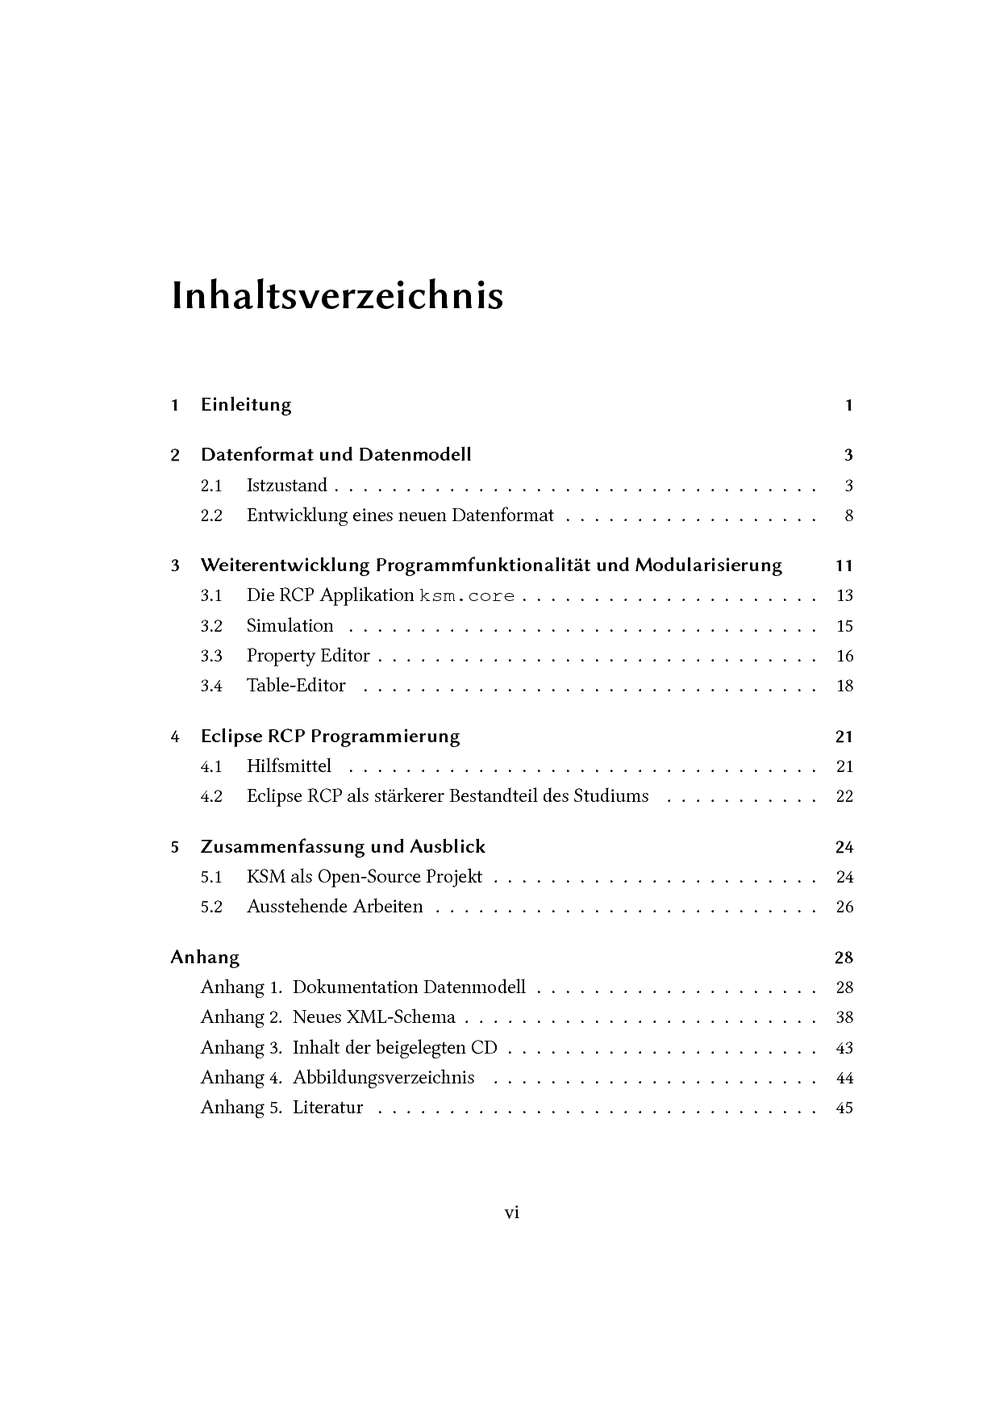 Inhaltsverzeichnis
1 Einleitung 1
2 Datenformat und Datenmodell 3
2.1 Istzustand . . . . . . . . . . . . . . . . . . . . . . . . . . . . . . . . . . 3
2.2 Entwicklung eines neuen Datenformat . . . . . . . . . . . . . . . . . . 8
3 Weiterentwicklung Programmfunktionalität und Modularisierung 11
3.1 Die RCP Applikation ksm.core . . . . . . . . . . . . . . . . . . . . . 13
3.2 Simulation . . . . . . . . . . . . . . . . . . . . . . . . . . . . . . . . . 15
3.3 Property Editor . . . . . . . . . . . . . . . . . . . . . . . . . . . . . . . 16
3.4 Table-Editor . . . . . . . . . . . . . . . . . . . . . . . . . . . . . . . . 18
4 Eclipse RCP Programmierung 21
4.1 Hilfsmittel . . . . . . . . . . . . . . . . . . . . . . . . . . . . . . . . . 21
4.2 Eclipse RCP als stärkerer Bestandteil des Studiums . . . . . . . . . . . 22
5 Zusammenfassung und Ausblick 24
5.1 KSM als Open-Source Projekt . . . . . . . . . . . . . . . . . . . . . . . 24
5.2 Ausstehende Arbeiten . . . . . . . . . . . . . . . . . . . . . . . . . . . 26
Anhang 28
Anhang 1. Dokumentation Datenmodell . . . . . . . . . . . . . . . . . . . . 28
Anhang 2. Neues XML-Schema . . . . . . . . . . . . . . . . . . . . . . . . . 38
Anhang 3. Inhalt der beigelegten CD . . . . . . . . . . . . . . . . . . . . . . 43
Anhang 4. Abbildungsverzeichnis . . . . . . . . . . . . . . . . . . . . . . . 44
Anhang 5. Literatur . . . . . . . . . . . . . . . . . . . . . . . . . . . . . . . 45
vi